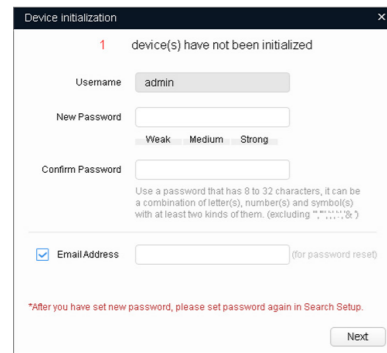 Device initialization
×
1 device(s) have not been initialized
Username admin
New Password
Weak Medium Strong
Confirm Password
Use a password that has 8 to 32 characters, it can be
a combination of letter(s), number(s) and symbol(s)
with at least two kinds of them. (excluding
Email Address (for password reset)
*After you have set new password, please set password again in Search Setup.
Next